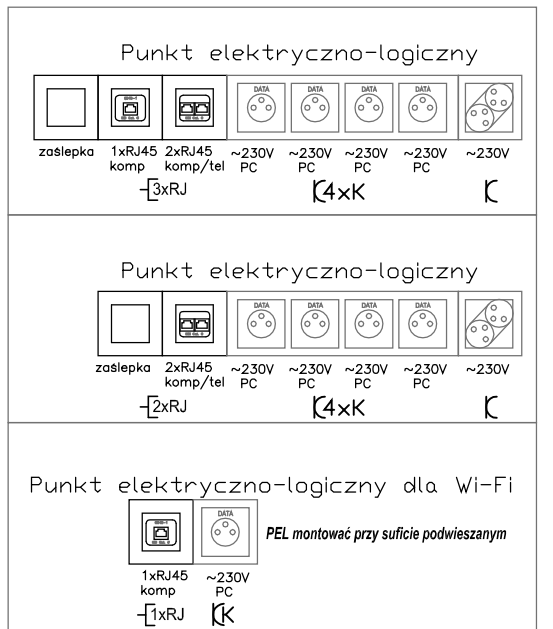 Punkt elektryczno-logiczny
DATA DATA DATA DATA
zaślepka 1xRJ45 2xRJ45 ~230V ~230V ~230V ~230V ~230V
komp komp/tel PC PC PC PC
3xRJ 4xK
Punkt elektryczno-logiczny
DATA DATA DATA DATA
zaślepka 2xRJ45 ~230V ~230V ~230V ~230V ~230V
komp/tel PC PC PC PC
2xRJ 4xK
Punkt elektryczno-logiczny dla Wi-Fi
DATA
PEL montować przy suficie podwieszanym
1xRJ45 ~230V
komp PC
1xRJ K